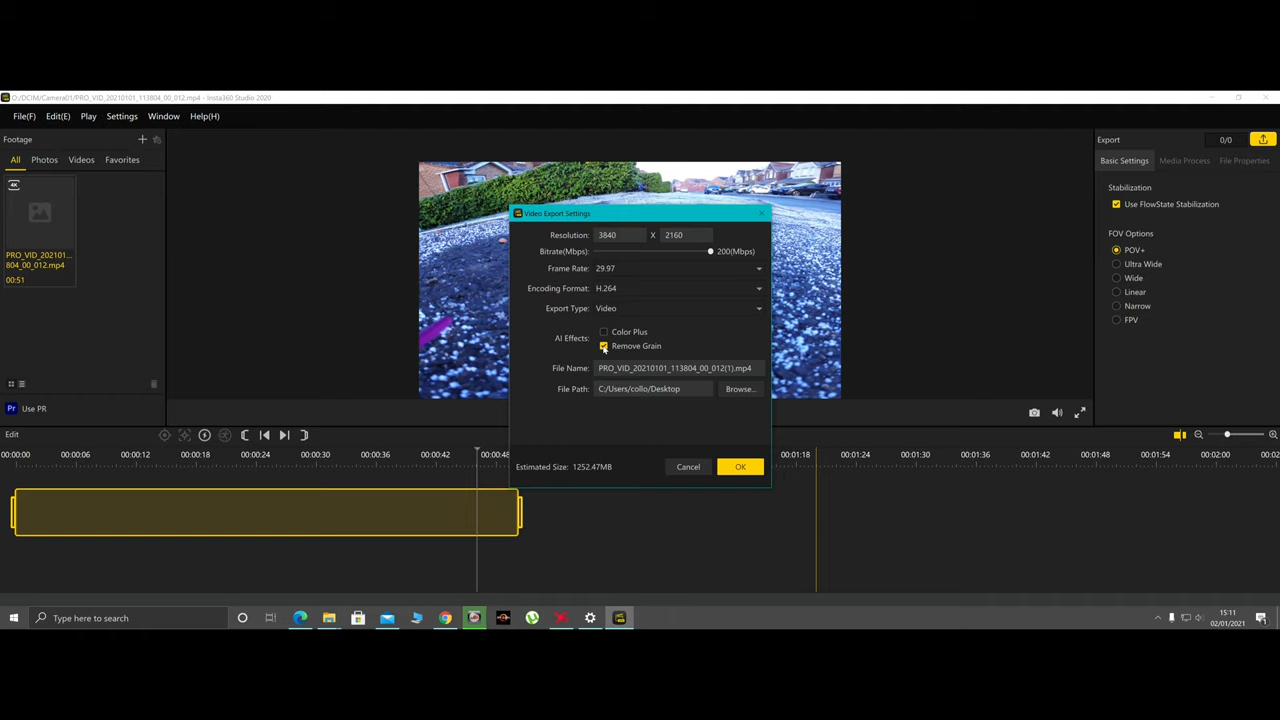 O:/DCIM/Camera01/PRO_VID_20210101_113804_00_012.mp4 - Insta360 Studio 2020
File(F) Edit(E) Play Settings Window Help(H)
Footage
All Photos Videos Favorites
4K
PRO_VID_202101...
804_00_012.mp4
00:51
Pr Use PR
Video Export Settings
Resolution: 3840 X 2160
Bitrate(Mbps): 200(Mbps)
Frame Rate: 29.97
Encoding Format: H.264
Export Type: Video
AI Effects: Color Plus
Remove Grain
File Name: PRO_VID_20210101_113804_00_012(1).mp4
File Path: C:/Users/collo/Desktop Browse...
Estimated Size: 1252.47MB Cancel OK
Export 0/0
Basic Settings Media Process File Properties
Stabilization
Use FlowState Stabilization
FOV Options
POV+
Ultra Wide
Wide
Linear
Narrow
FPV
Edit
00:00:00 00:00:06 00:00:12 00:00:18 00:00:24 00:00:30 00:00:36 00:00:42 00:00:48 00:01:18 00:01:24 00:01:30 00:01:36 00:01:42 00:01:48 00:01:54 00:02:00 00:02
Type here to search
15:11
02/01/2021